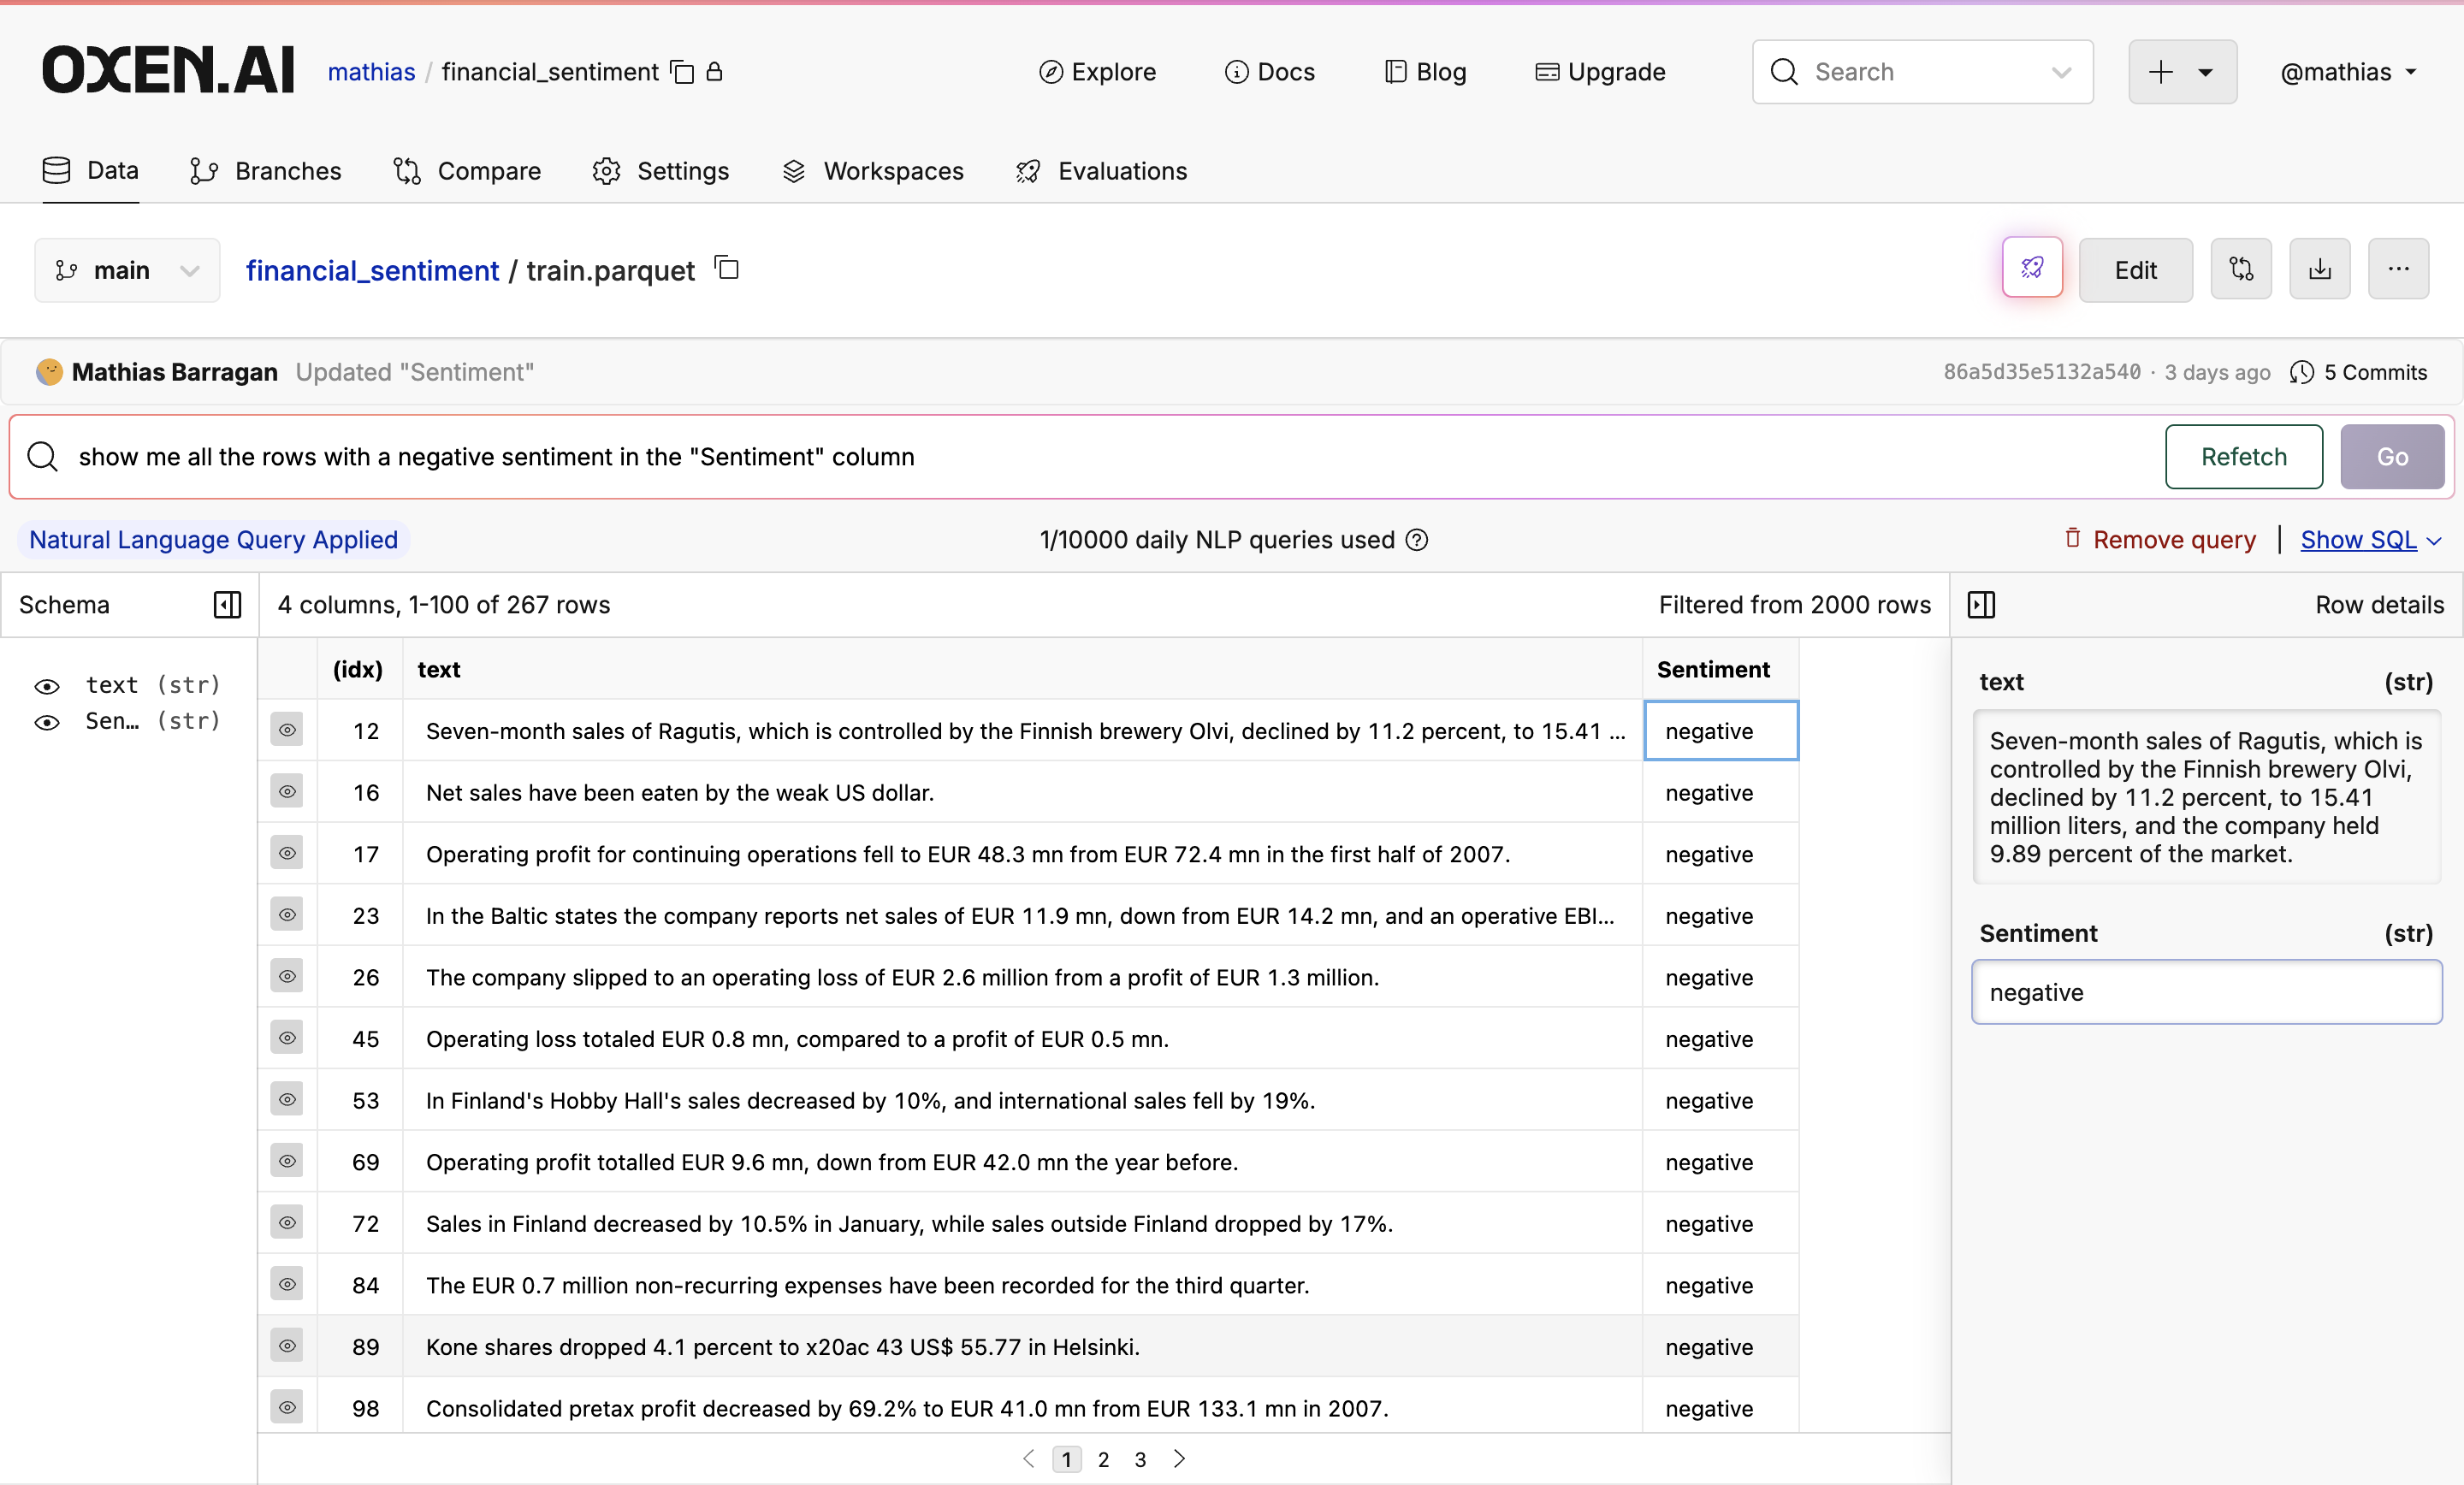 OXEN.AI mathias / financial_sentiment Explore Docs Blog Upgrade Search @mathias
Data Branches Compare Settings Workspaces Evaluations
main financial_sentiment / train.parquet Edit
Mathias Barragan Updated "Sentiment" 86a5d35e5132a540 · 3 days ago 5 Commits
show me all the rows with a negative sentiment in the "Sentiment" column Refetch Go
Natural Language Query Applied 1/10000 daily NLP queries used Remove query | Show SQL
Schema 4 columns, 1-100 of 267 rows Filtered from 2000 rows Row details
text (str)
Sen... (str)
(idx) text Sentiment
12 Seven-month sales of Ragutis, which is controlled by the Finnish brewery Olvi, declined by 11.2 percent, to 15.41 ... negative
16 Net sales have been eaten by the weak US dollar. negative
17 Operating profit for continuing operations fell to EUR 48.3 mn from EUR 72.4 mn in the first half of 2007. negative
23 In the Baltic states the company reports net sales of EUR 11.9 mn, down from EUR 14.2 mn, and an operative EBI... negative
26 The company slipped to an operating loss of EUR 2.6 million from a profit of EUR 1.3 million. negative
45 Operating loss totaled EUR 0.8 mn, compared to a profit of EUR 0.5 mn. negative
53 In Finland's Hobby Hall's sales decreased by 10%, and international sales fell by 19%. negative
69 Operating profit totalled EUR 9.6 mn, down from EUR 42.0 mn the year before. negative
72 Sales in Finland decreased by 10.5% in January, while sales outside Finland dropped by 17%. negative
84 The EUR 0.7 million non-recurring expenses have been recorded for the third quarter. negative
89 Kone shares dropped 4.1 percent to x20ac 43 US$ 55.77 in Helsinki. negative
98 Consolidated pretax profit decreased by 69.2% to EUR 41.0 mn from EUR 133.1 mn in 2007. negative
1 2 3
text (str)
Seven-month sales of Ragutis, which is
controlled by the Finnish brewery Olvi,
declined by 11.2 percent, to 15.41
million liters, and the company held
9.89 percent of the market.
Sentiment (str)
negative